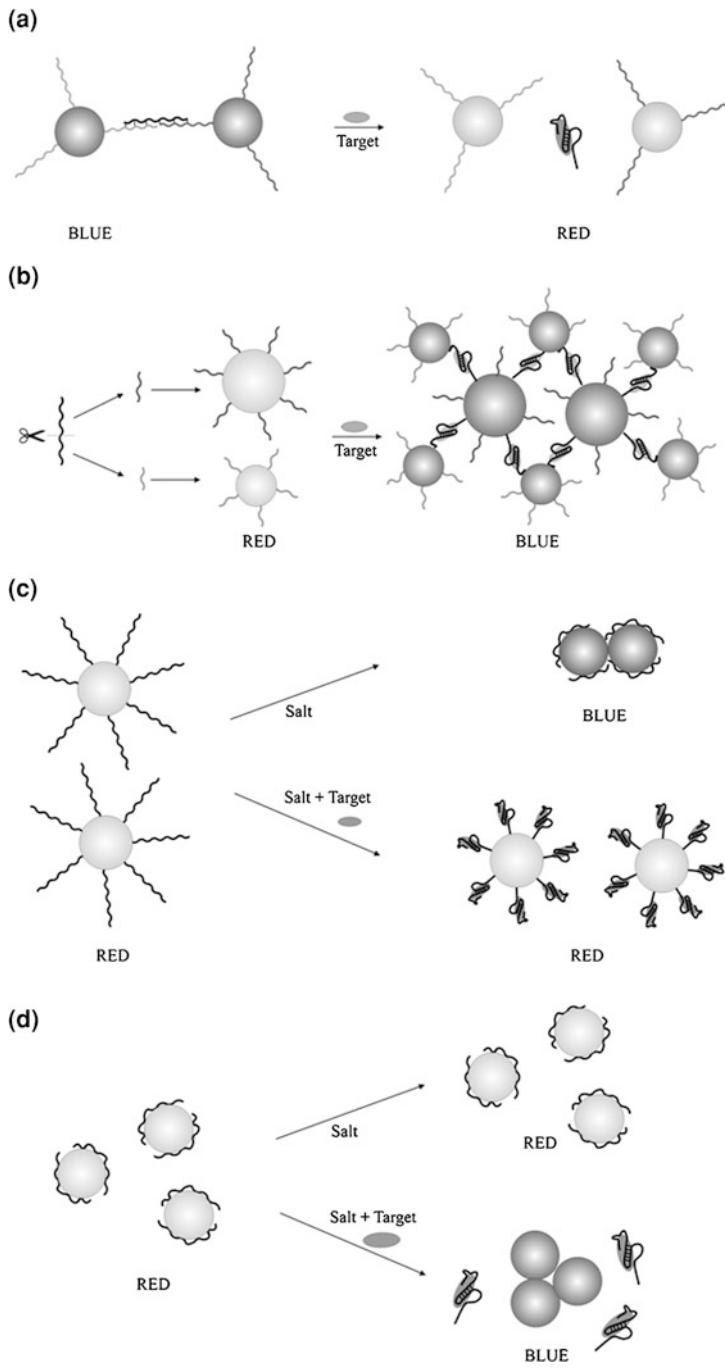 (a)
Target
BLUE
RED
(b)
Target
RED
BLUE
(c)
Salt
BLUE
Salt + Target
RED
RED
(d)
Salt
RED
Salt + Target
RED
BLUE